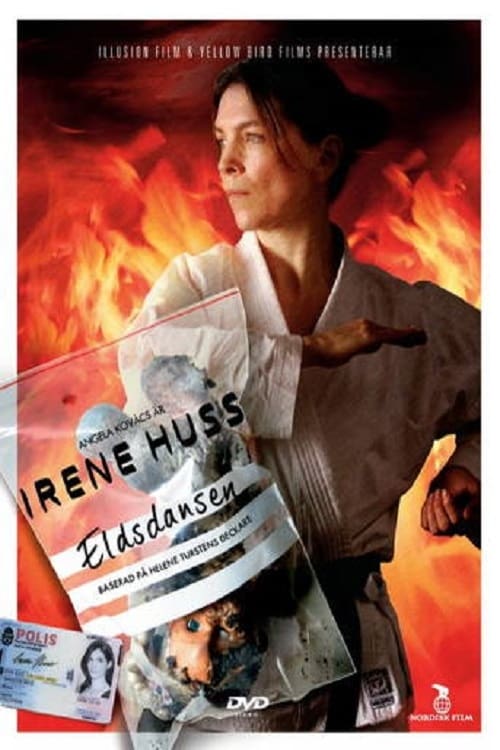 ILLUSION FILM & YELLOW BIRD FILMS PRESENTERAR
ANGELA KOVÁCS ÄR
IRENE HUSS
Eldsdansen
BASERAD PÅ HELENE TURSTENS DECKARE
POLIS
DVD
VIDEO
NORDISK FILM